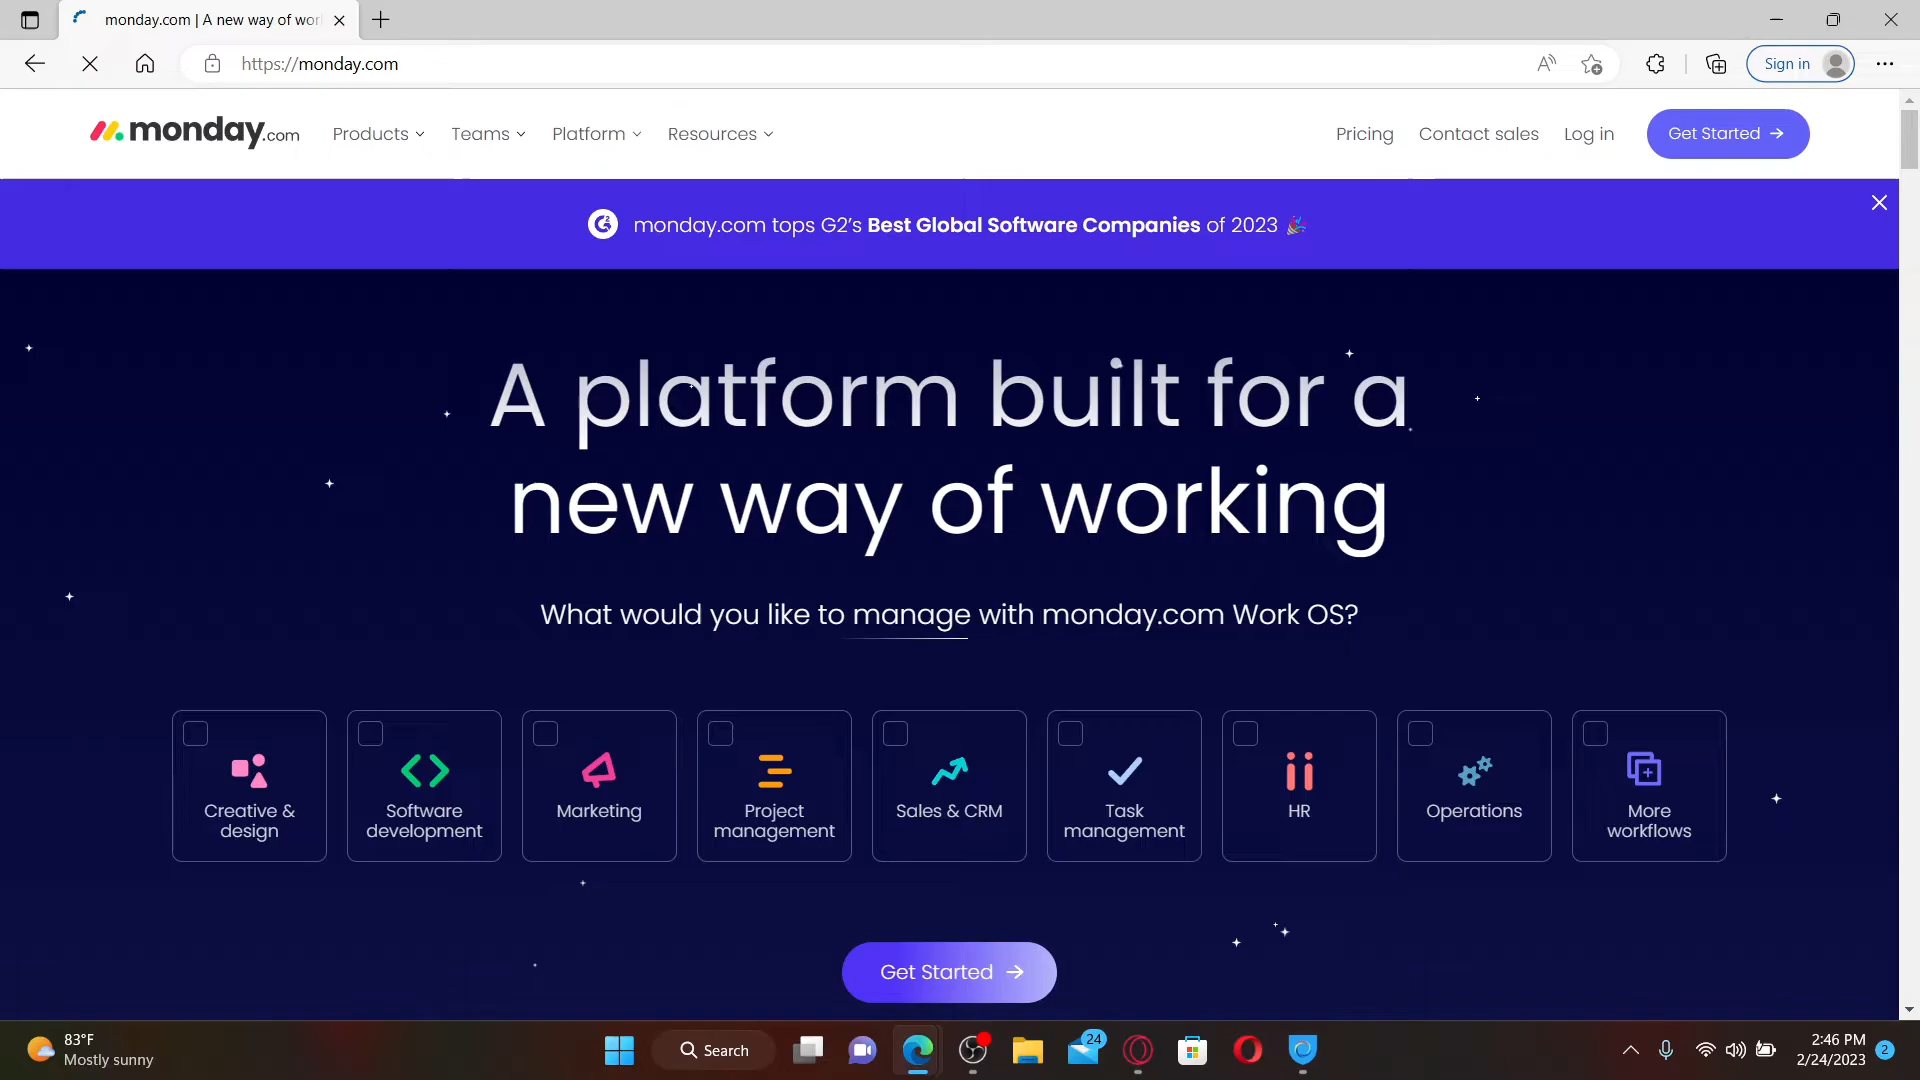 monday.com | A new way of wor
https://monday.com
Sign in
monday.com
Products
Teams
Platform
Resources
Pricing
Contact sales
Log in
Get Started →
monday.com tops G2's Best Global Software Companies of 2023 🎉
A platform built for a
new way of working
What would you like to manage with monday.com Work OS?
Creative &
design
Software
development
Marketing
Project
management
Sales & CRM
Task
management
HR
Operations
More
workflows
Get Started →
83°F
Mostly sunny
Search
24
2:46 PM
2/24/2023
2